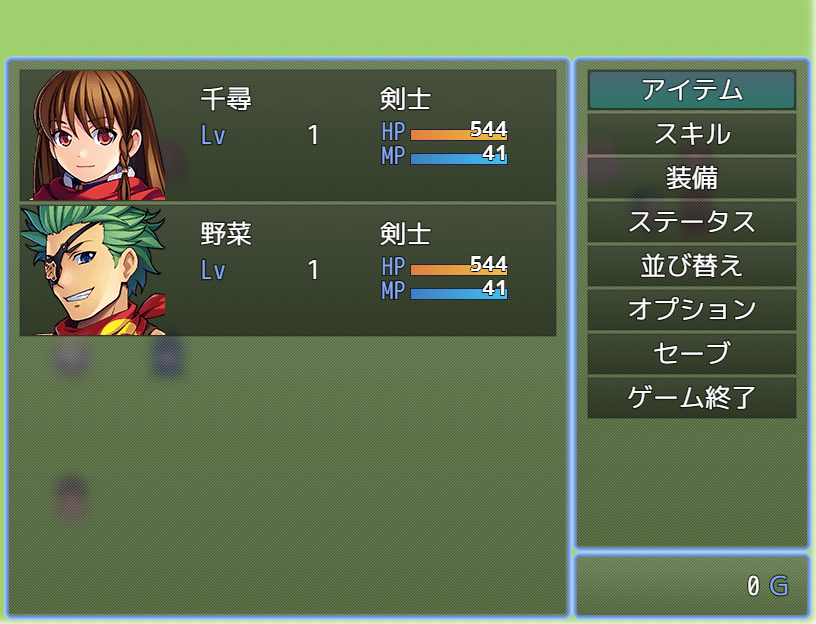 千尋 剣士
Lv 1 HP 544
MP 41
野菜 剣士
Lv 1 HP 544
MP 41
アイテム
スキル
装備
ステータス
並び替え
オプション
セーブ
ゲーム終了
0 G